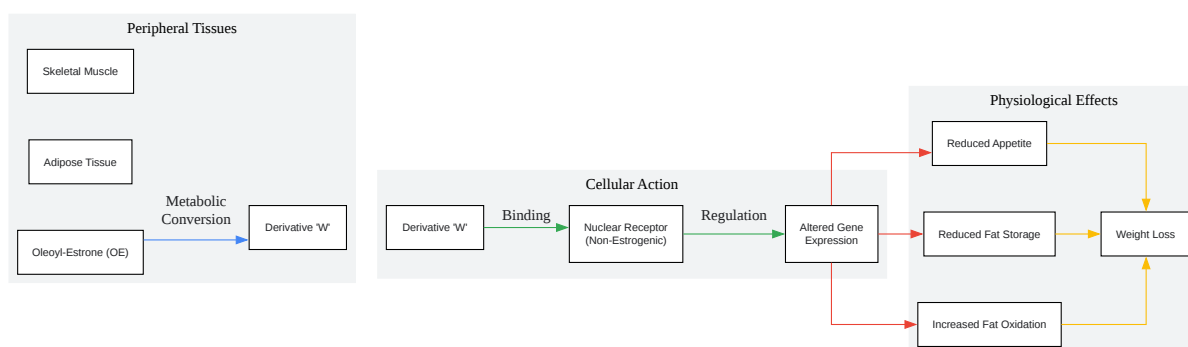 Peripheral Tissues
Skeletal Muscle
Adipose Tissue
Oleoyl-Estrone (OE)
Metabolic
Conversion
Derivative 'W'
Cellular Action
Derivative 'W'
Binding
Nuclear Receptor
(Non-Estrogenic)
Regulation
Altered Gene
Expression
Physiological Effects
Reduced Appetite
Reduced Fat Storage
Increased Fat Oxidation
Weight Loss